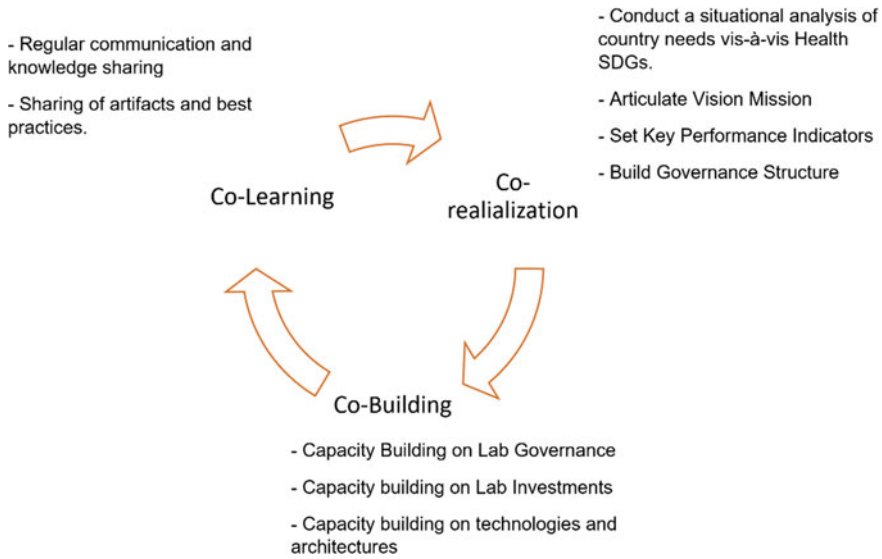 - Regular communication and
knowledge sharing
- Sharing of artifacts and best
practices.
- Conduct a situational analysis of
country needs vis-à-vis Health
SDGs.
- Articulate Vision Mission
- Set Key Performance Indicators
- Build Governance Structure
Co-Learning
Co-
realialization
Co-Building
- Capacity Building on Lab Governance
- Capacity building on Lab Investments
- Capacity building on technologies and
architectures